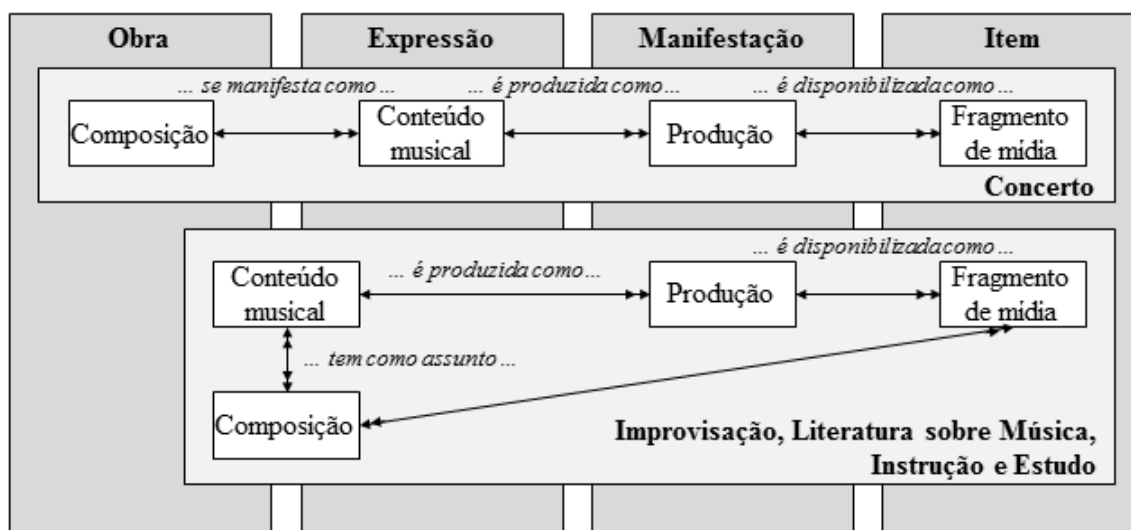 Obra
Expressão
Manifestação
Item
... se manifesta como...
... é produzida como...
... é disponibilizada como...
Composição
Conteúdo
musical
Produção
Fragmento
de mídia
Concerto
... é disponibilizada como ...
Conteúdo
musical
... é produzida como...
Produção
Fragmento
de mídia
... tem como assunto ...
Composição
Improvisação, Literatura sobre Música,
Instrução e Estudo